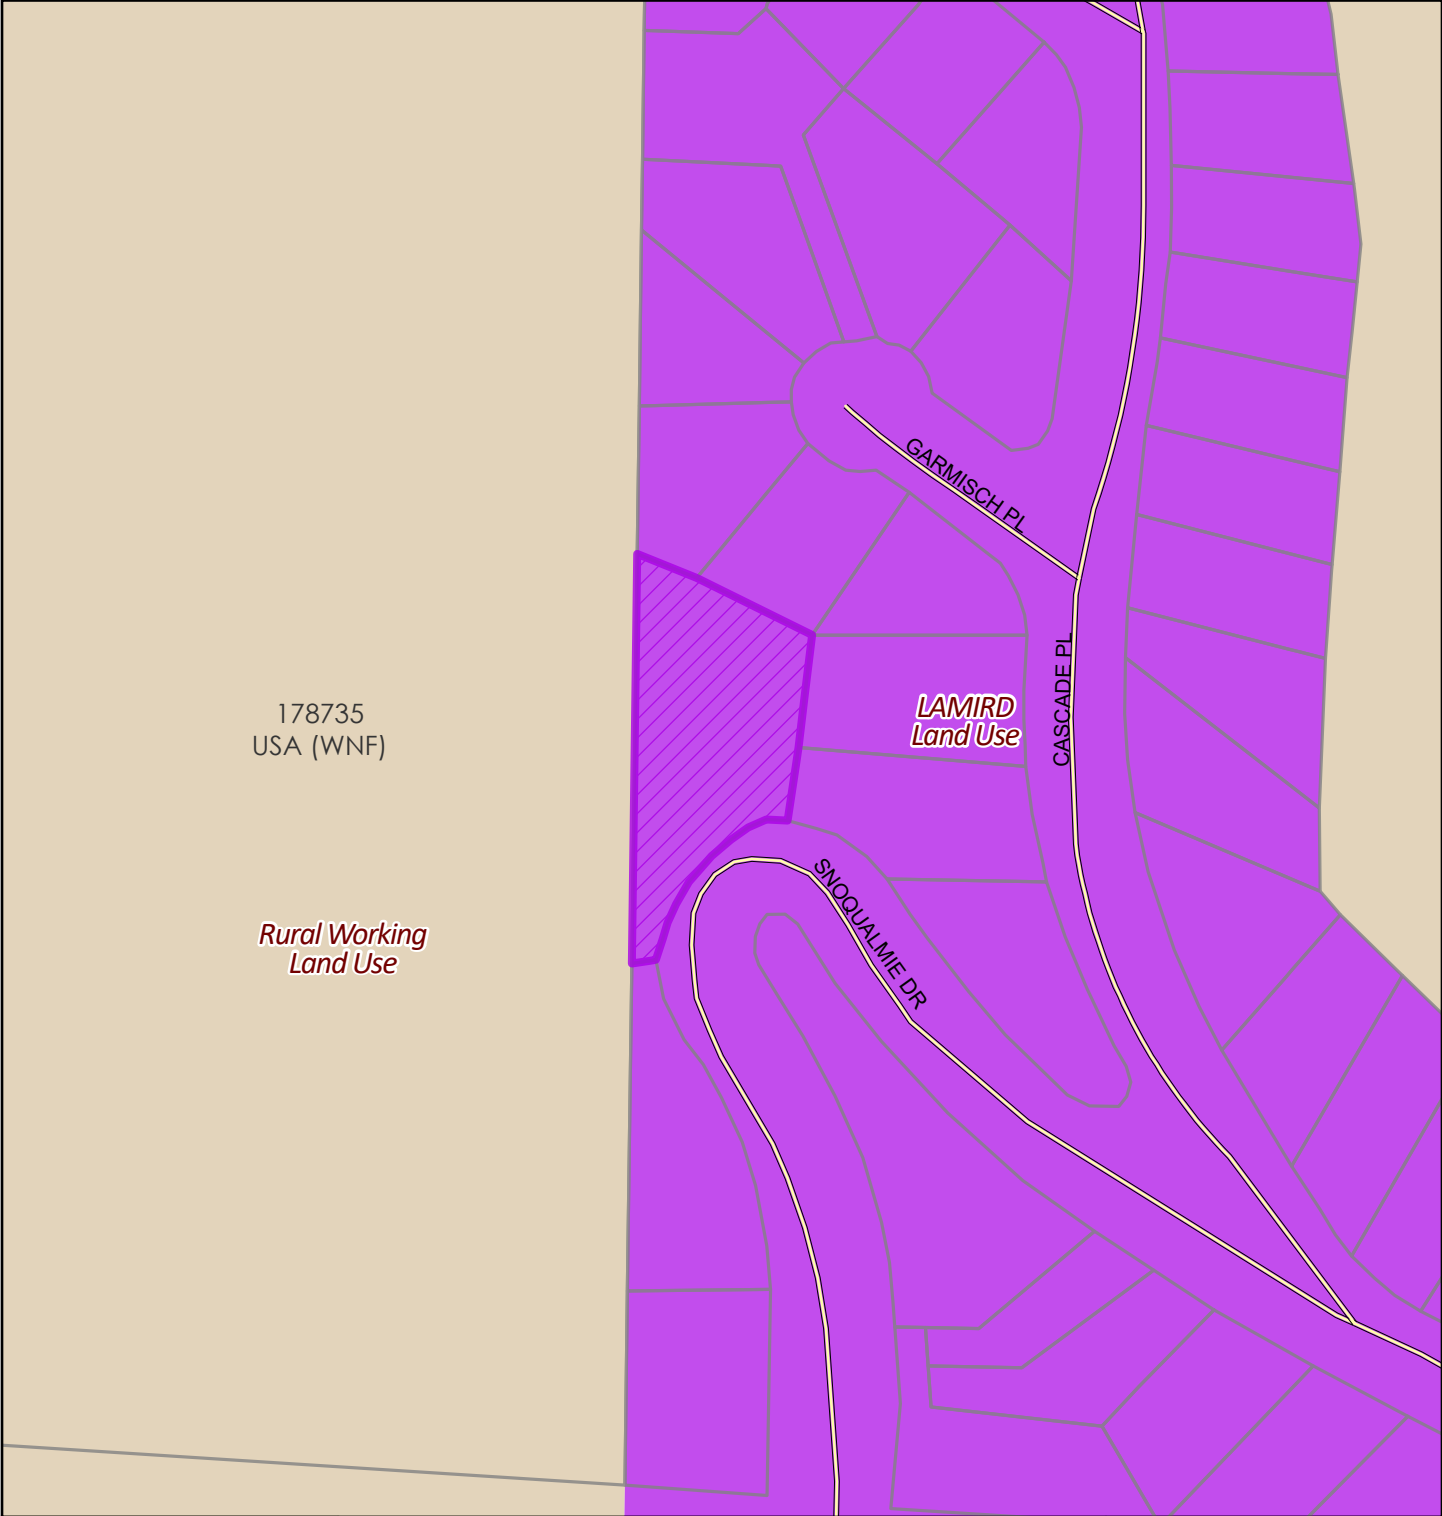 GARMISCH PL
CASCADE PL
LAMIRD
Land Use
178735
USA (WNF)
SNOQUALMIE DR
Rural Working
Land Use